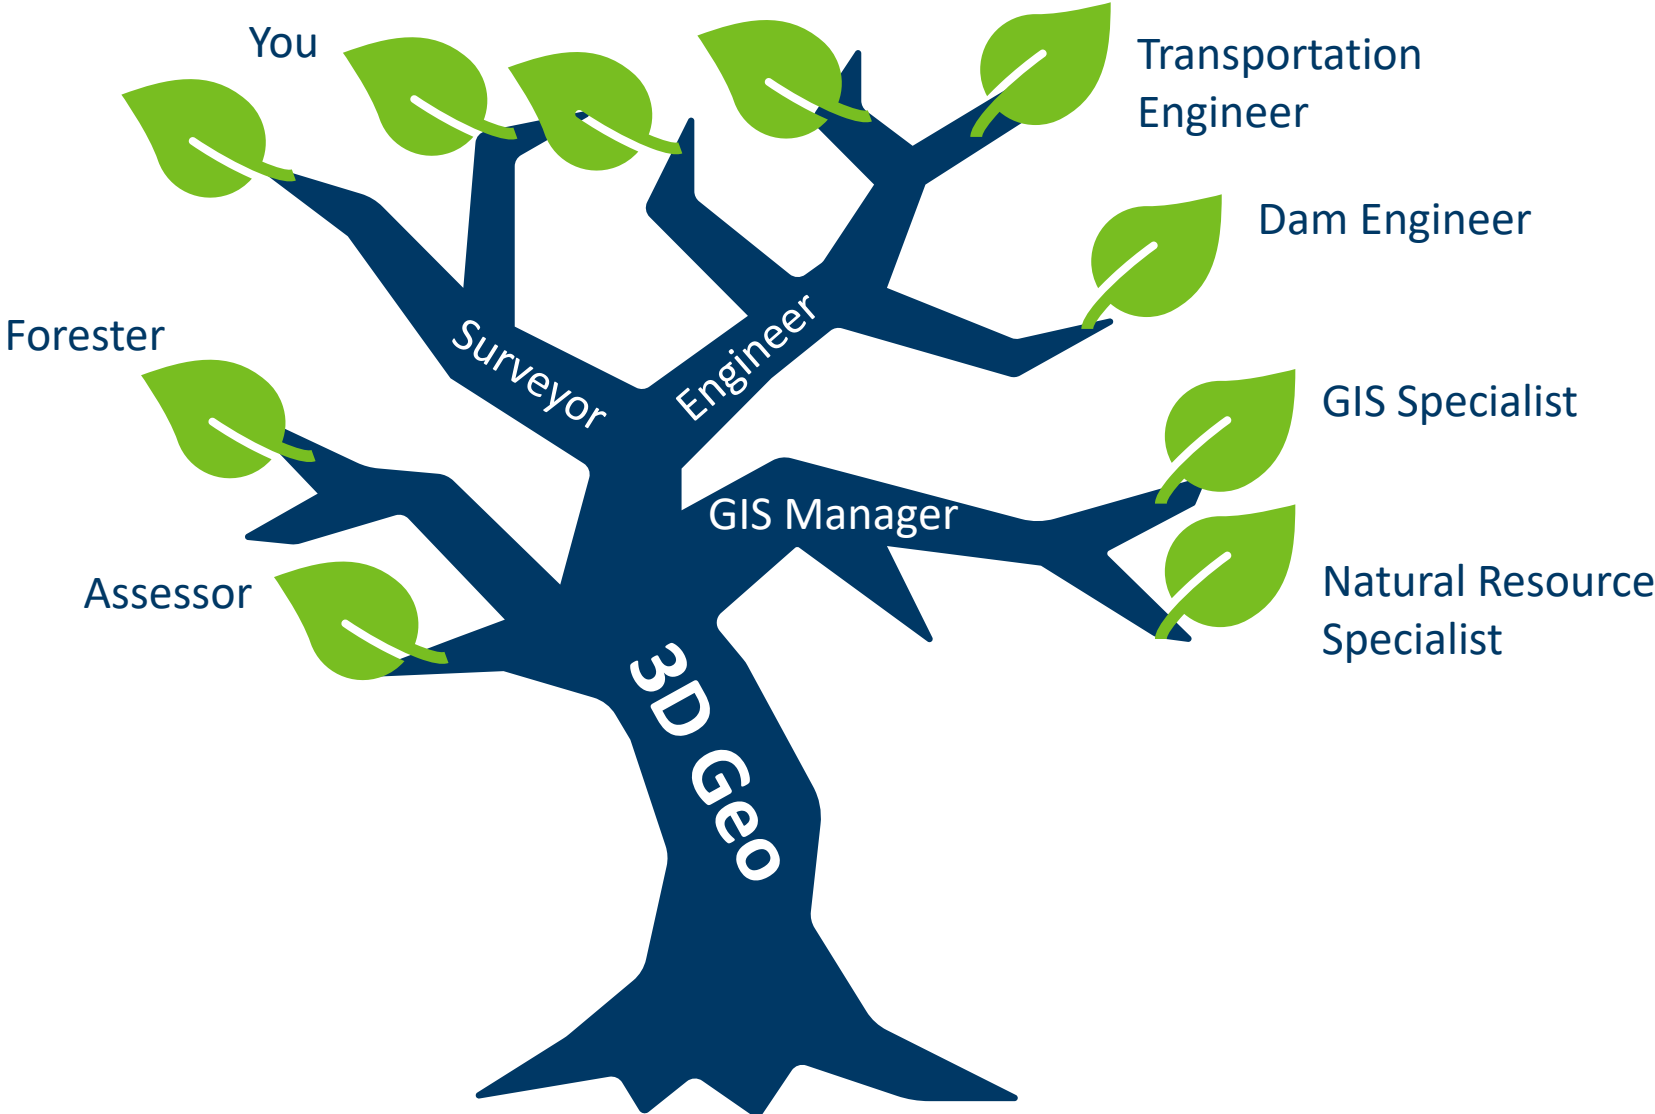 You
Transportation
Engineer
Dam Engineer
Forester
Surveyor
Engineer
GIS Specialist
GIS Manager
Assessor
Natural Resource
Specialist
3D Geo